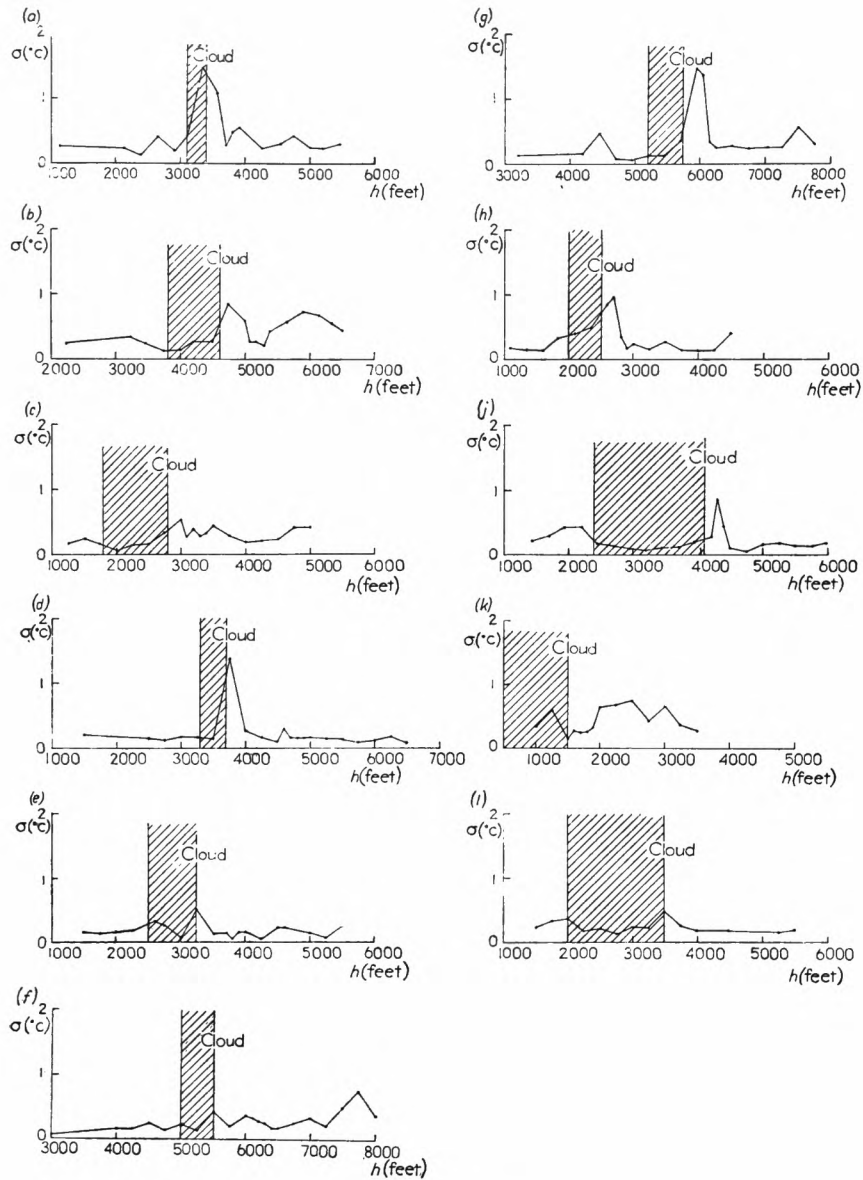 (a)
2
σ(°c)
Cloud
1
0
1000 2000 3000 4000 5000 6000
h(feet)
(b)
2
σ(°c)
Cloud
1
0
2000 3000 4000 5000 6000 7000
h(feet)
(c)
2
σ(°c)
Cloud
1
0
1000 2000 3000 4000 5000 6000
h(feet)
(d)
2
σ(°c)
Cloud
1
0
1000 2000 3000 4000 5000 6000 7000
h(feet)
(e)
2
σ(°c)
Cloud
1
0
1000 2000 3000 4000 5000 6000
h(feet)
(f)
2
σ(°c)
Cloud
1
0
3000 4000 5000 6000 7000 8000
h(feet)
(g)
2
σ(°c)
Cloud
1
0
3000 4000 5000 6000 7000 8000
h(feet)
(h)
2
σ(°c)
Cloud
1
0
1000 2000 3000 4000 5000 6000
h(feet)
(j)
2
σ(°c)
Cloud
1
0
1000 2000 3000 4000 5000 6000
h(feet)
(k)
2
σ(°c)
Cloud
1
0
1000 2000 3000 4000 5000
h(feet)
(l)
2
σ(°c)
Cloud
1
0
1000 2000 3000 4000 5000 6000
h(feet)